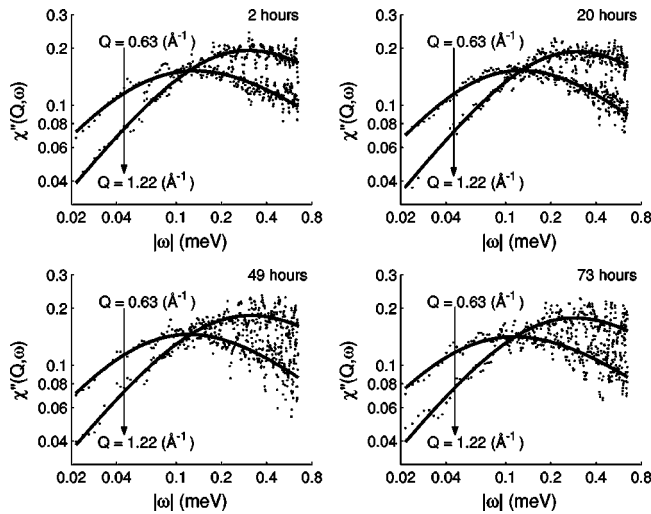 2 hours
0.3
Q = 0.63 (Å⁻¹)
0.1
0.08
0.06
0.04
Q = 1.22 (Å⁻¹)
χ"(Q,ω)
0.02 0.04 0.1 0.2 0.4 0.8
|ω| (meV)
20 hours
0.3
0.2
Q = 0.63 (Å⁻¹)
0.1
0.08
0.06
0.04
Q = 1.22 (Å⁻¹)
χ"(Q,ω)
0.02 0.04 0.1 0.2 0.4 0.8
|ω| (meV)
49 hours
0.3
0.2
Q = 0.63 (Å⁻¹)
0.1
0.08
0.06
0.04
Q = 1.22 (Å⁻¹)
χ"(Q,ω)
0.02 0.04 0.1 0.2 0.4 0.8
|ω| (meV)
73 hours
0.3
0.2
Q = 0.63 (Å⁻¹)
0.1
0.08
0.06
0.04
Q = 1.22 (Å⁻¹)
χ"(Q,ω)
0.02 0.04 0.1 0.2 0.4 0.8
|ω| (meV)